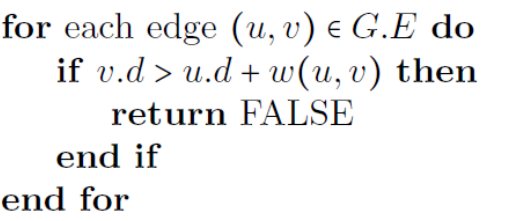 for each edge (u, v) ∈ G.E do
if v.d > u.d + w(u, v) then
return FALSE
end if
end for